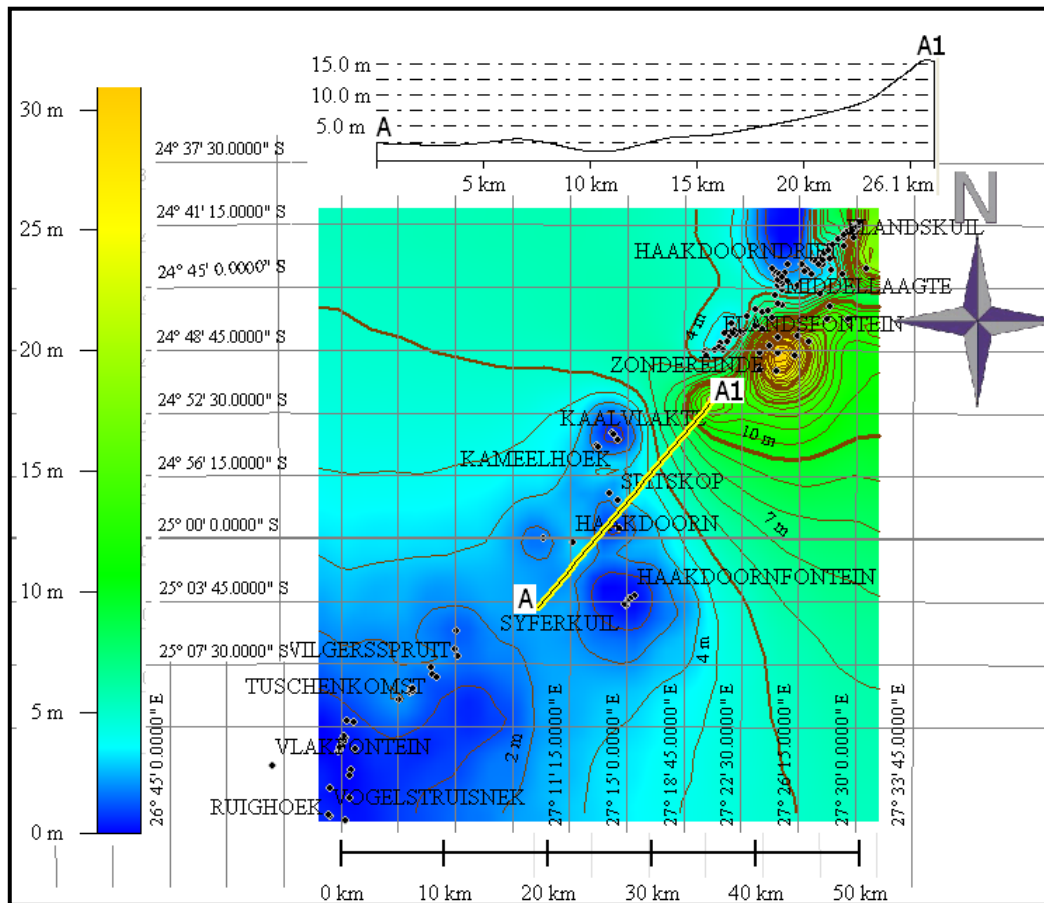 A1
15.0 m
10.0 m
5.0 m
A
5 km
10 km
15 km
20 km
26.1 km
30 m
25 m
20 m
15 m
10 m
5 m
0 m
24° 37' 30.0000" S
24° 41' 15.0000" S
24° 45' 0.0000" S
24° 48' 45.0000" S
24° 52' 30.0000" S
24° 56' 15.0000" S
25° 00' 0.0000" S
25° 03' 45.0000" S
25° 07' 30.0000" S
N
ELANDSKUIL
HAAKDOORNDRIFT
MIDDELLAAGTE
4 m
ELANDSFONTEIN
ZONDEREINDE
A1
KAALVLAKTE
10 m
KAMEELHOEK
SPITSKOP
7 m
HAAKDOORN
HAAKDOORNFONTEIN
A
SYFERKUIL
VILGERSSPRUIT
4 m
TUSCHENKOMST
2 m
VLAKFONTEIN
VOGELSTRUISNEK
RUIGHOEK
26° 45' 0.0000" E
27° 11' 15.0000" E
27° 15' 0.0000" E
27° 18' 45.0000" E
27° 22' 30.0000" E
27° 26' 15.0000" E
27° 30' 0.0000" E
27° 33' 45.0000" E
0 km
10 km
20 km
30 km
40 km
50 km